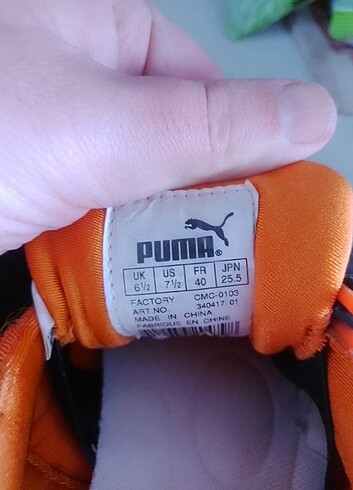 PUMA®
UK US FR JPN
6½ 7½ 40 25.5
FACTORY CMC-0103
ART.NO. 340417 01
MADE IN CHINA
FABRIQUE EN CHINE